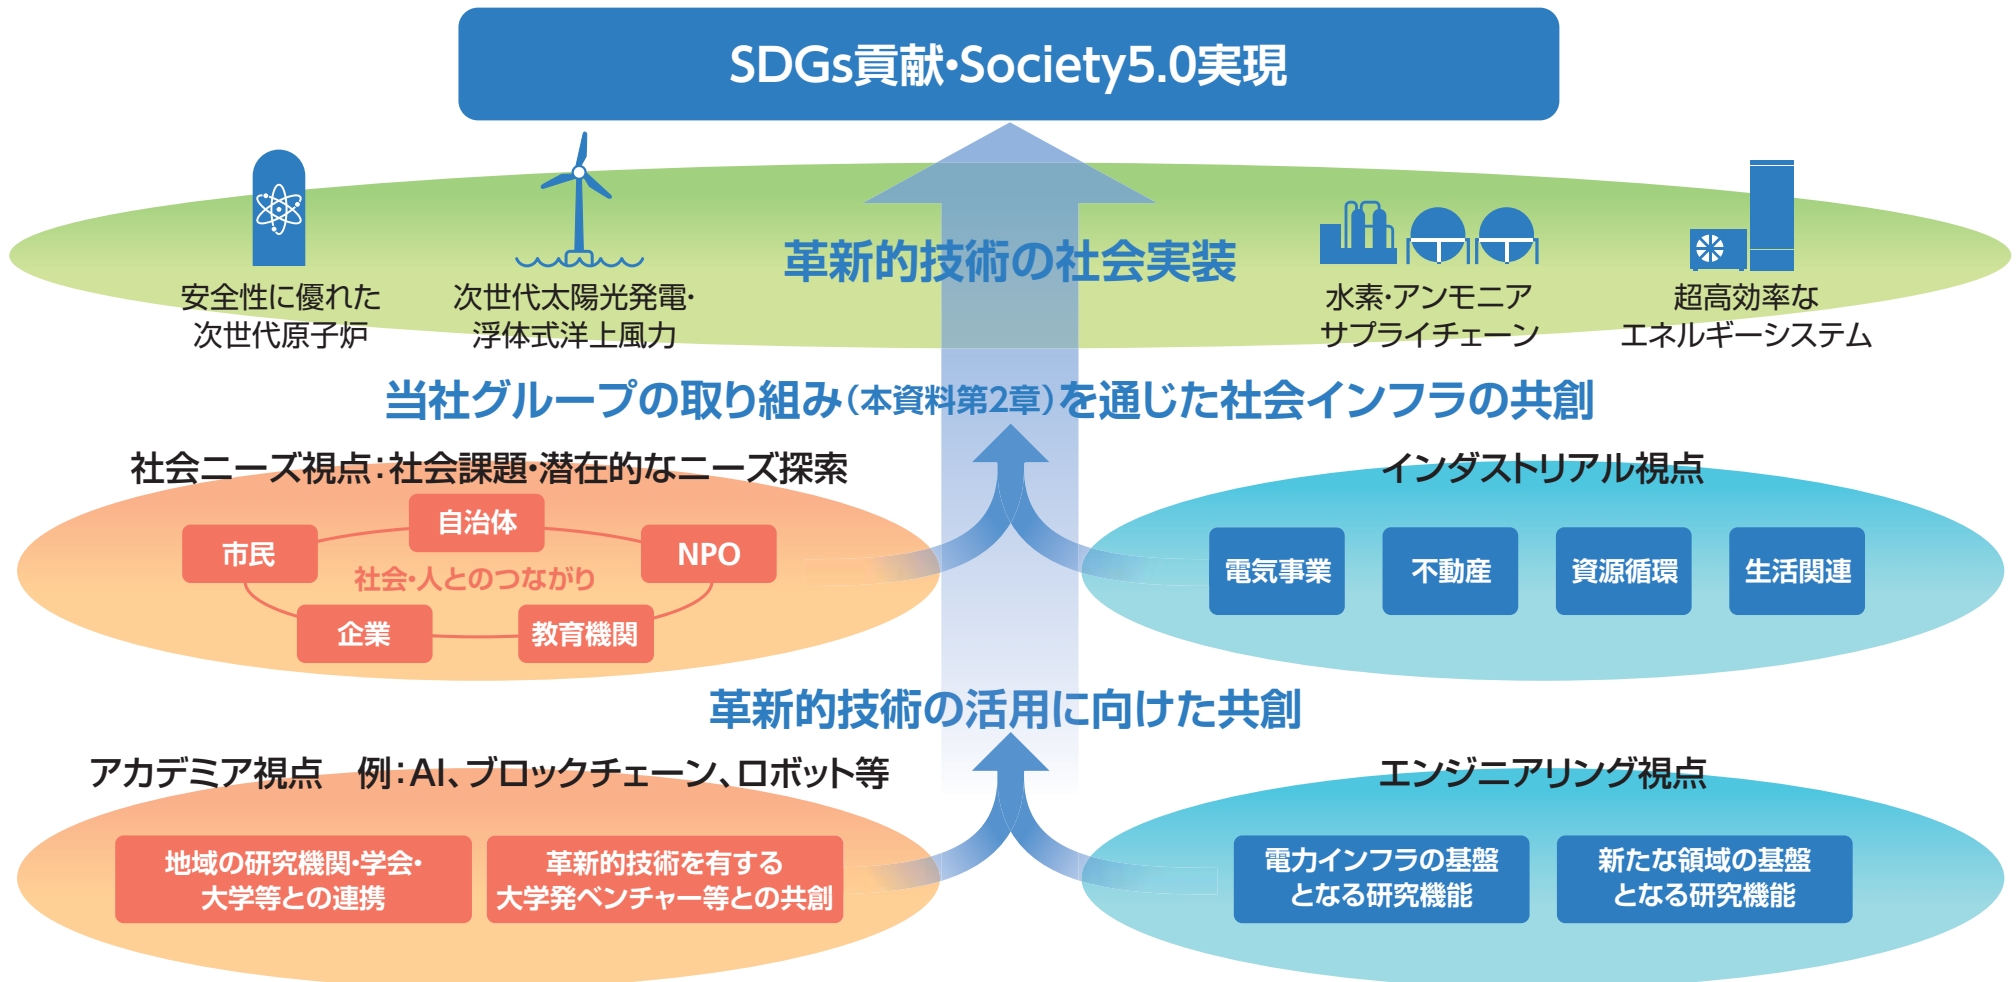 SDGs貢献・Society5.0実現
革新的技術の社会実装
安全性に優れた
次世代原子炉
次世代太陽光発電・
浮体式洋上風力
水素・アンモニア
サプライチェーン
超高効率な
エネルギーシステム
当社グループの取り組み(本資料第2章)を通じた社会インフラの共創
社会ニーズ視点:社会課題・潜在的なニーズ探索
自治体
市民
NPO
社会・人とのつながり
企業
教育機関
インダストリアル視点
電気事業
不動産
資源循環
生活関連
革新的技術の活用に向けた共創
アカデミア視点　例:AI、ブロックチェーン、ロボット等
地域の研究機関・学会・
大学等との連携
革新的技術を有する
大学発ベンチャー等との共創
エンジニアリング視点
電力インフラの基盤
となる研究機能
新たな領域の基盤
となる研究機能